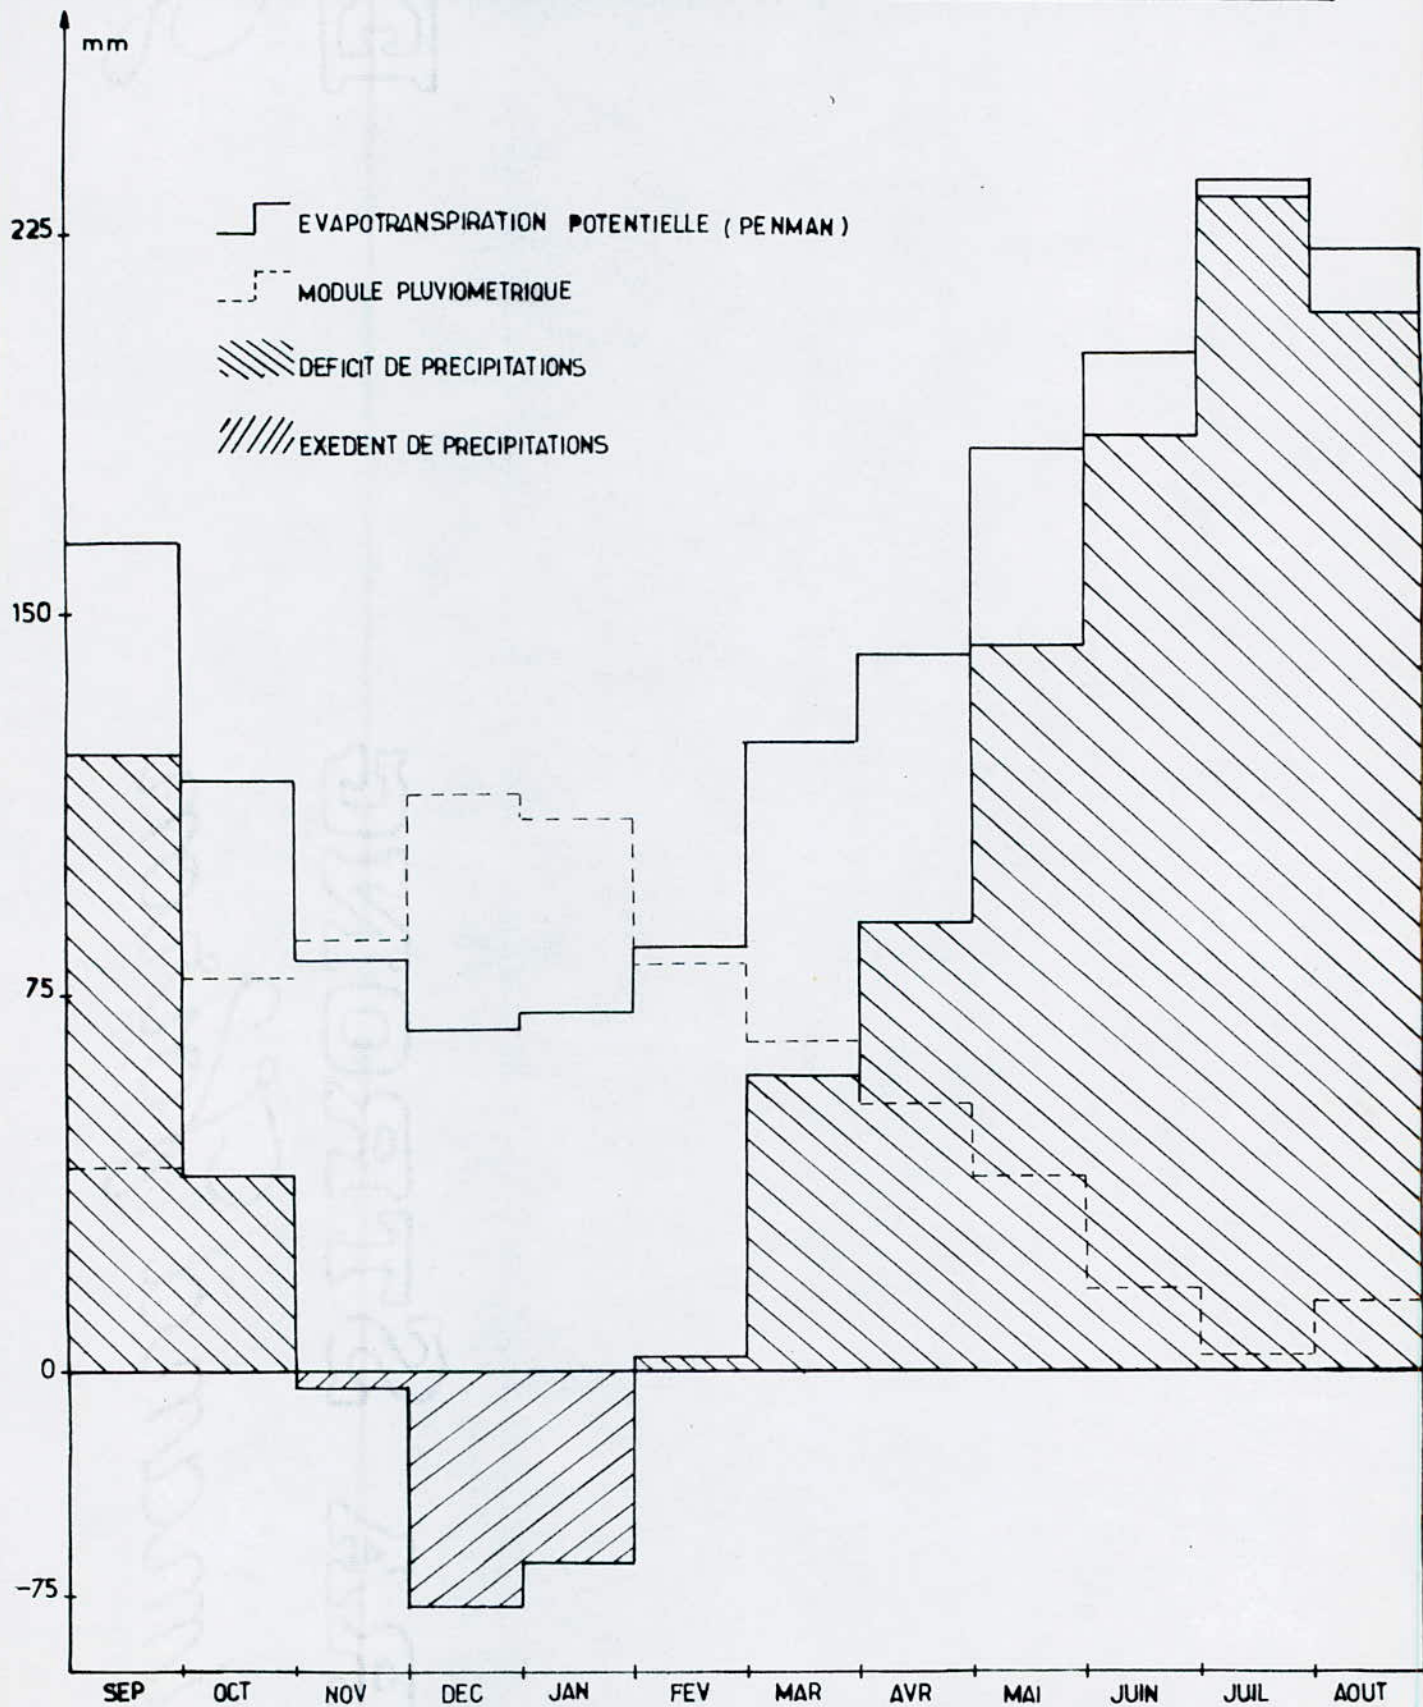 mm
EVAPOTRANSPIRATION POTENTIELLE (PENMAN)
MODULE PLUVIOMETRIQUE
DEFICIT DE PRECIPITATIONS
EXEDENT DE PRECIPITATIONS
225
150
75
0
-75
SEP OCT NOV DEC JAN FEV MAR AVR MAI JUIN JUIL AOUT